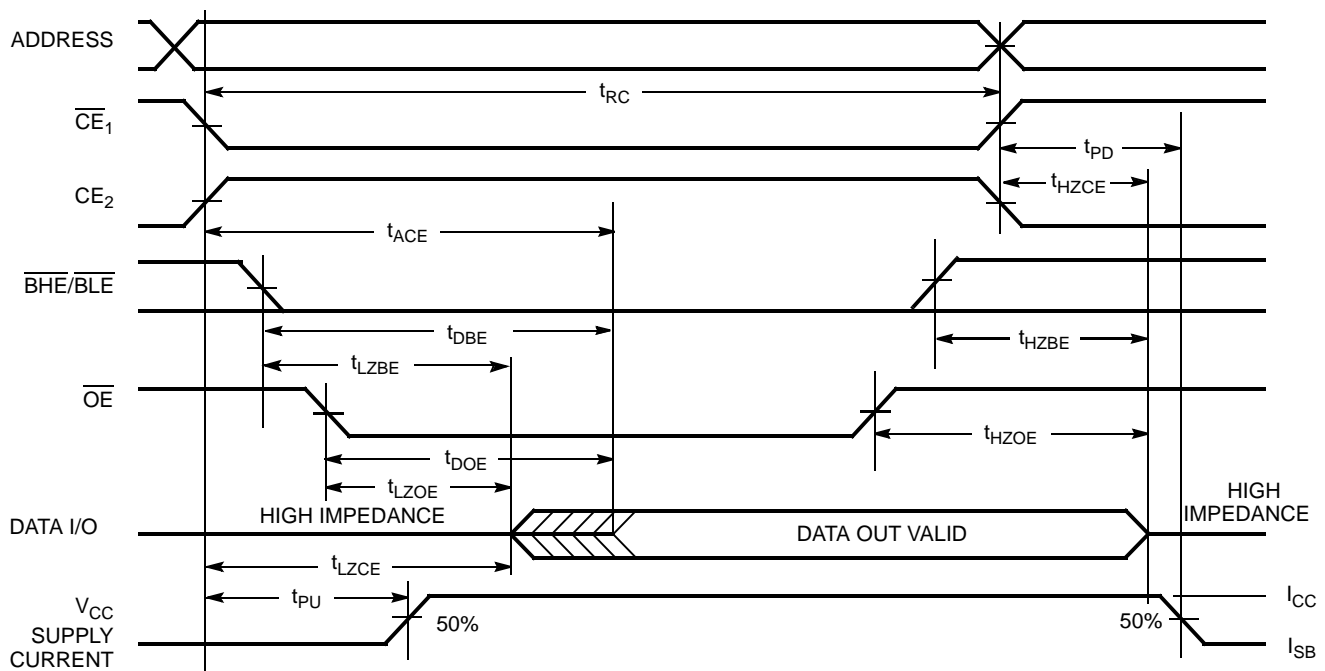 ADDRESS
tRC
CE1
tPD
tHZCE
CE2
tACE
BHE/BLE
tDBE
tHZBE
tLZBE
OE
tHZOE
tDOE
tLZOE
HIGH IMPEDANCE
HIGH
IMPEDANCE
DATA I/O
DATA OUT VALID
tLZCE
tPU
VCC
SUPPLY
CURRENT
50%
50%
ICC
ISB